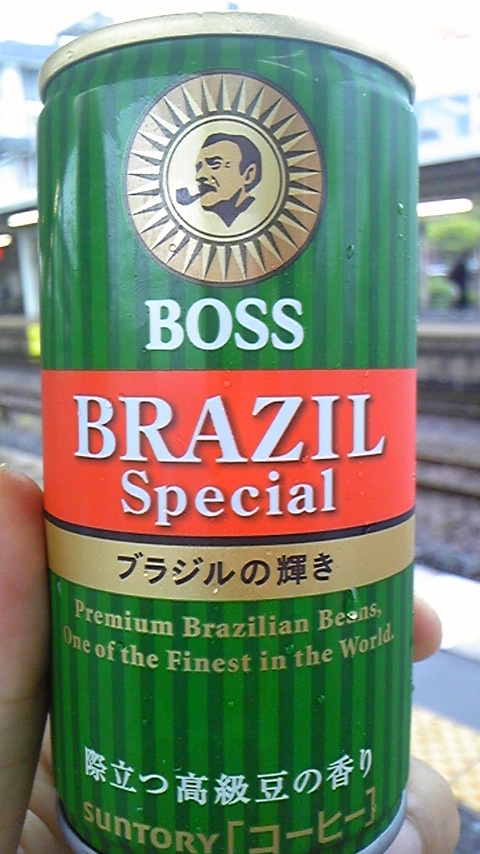 BOSS
BRAZIL
Special
ブラジルの輝き
Premium Brazilian Beans,
One of the Finest in the World.
際立つ高級豆の香り
SUNTORY [コーヒー]